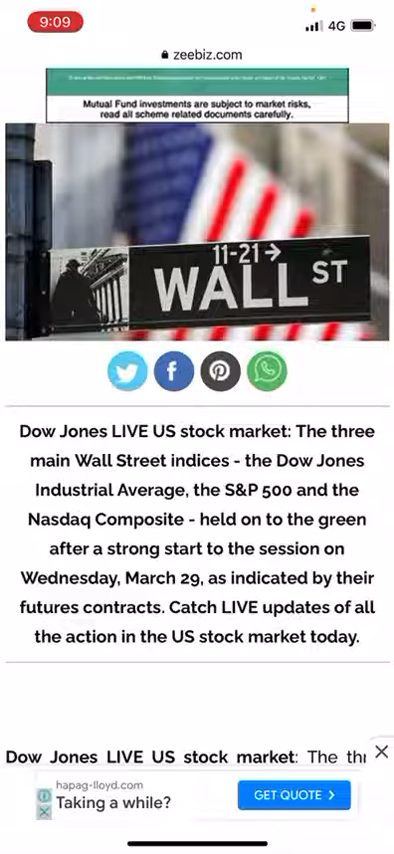 9:09
4G
zeebiz.com
Mutual Fund investments are subject to market risks,
read all scheme related documents carefully.
11-21→
WALL ST
Dow Jones LIVE US stock market: The three
main Wall Street indices - the Dow Jones
Industrial Average, the S&P 500 and the
Nasdaq Composite - held on to the green
after a strong start to the session on
Wednesday, March 29, as indicated by their
futures contracts. Catch LIVE updates of all
the action in the US stock market today.
Dow Jones LIVE US stock market: The thr
hapag-lloyd.com
Taking a while?
GET QUOTE >